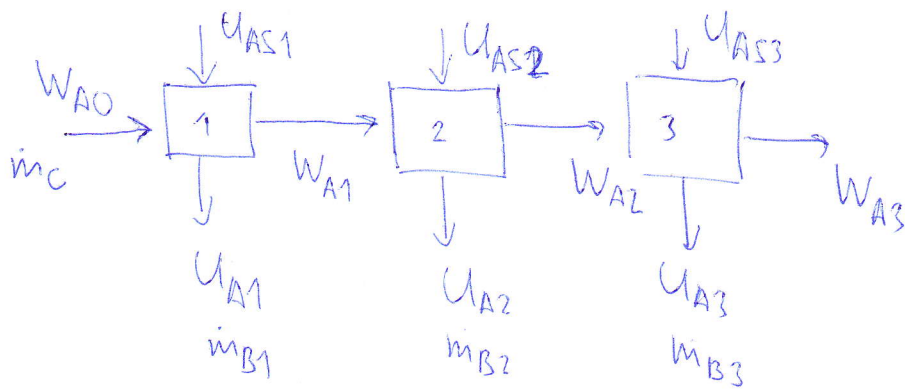 U_AS1 U_AS2 U_AS3
W_A0
1 2 3
ṁ_C
W_A1 W_A2 W_A3
U_A1 U_A2 U_A3
ṁ_B1 ṁ_B2 ṁ_B3